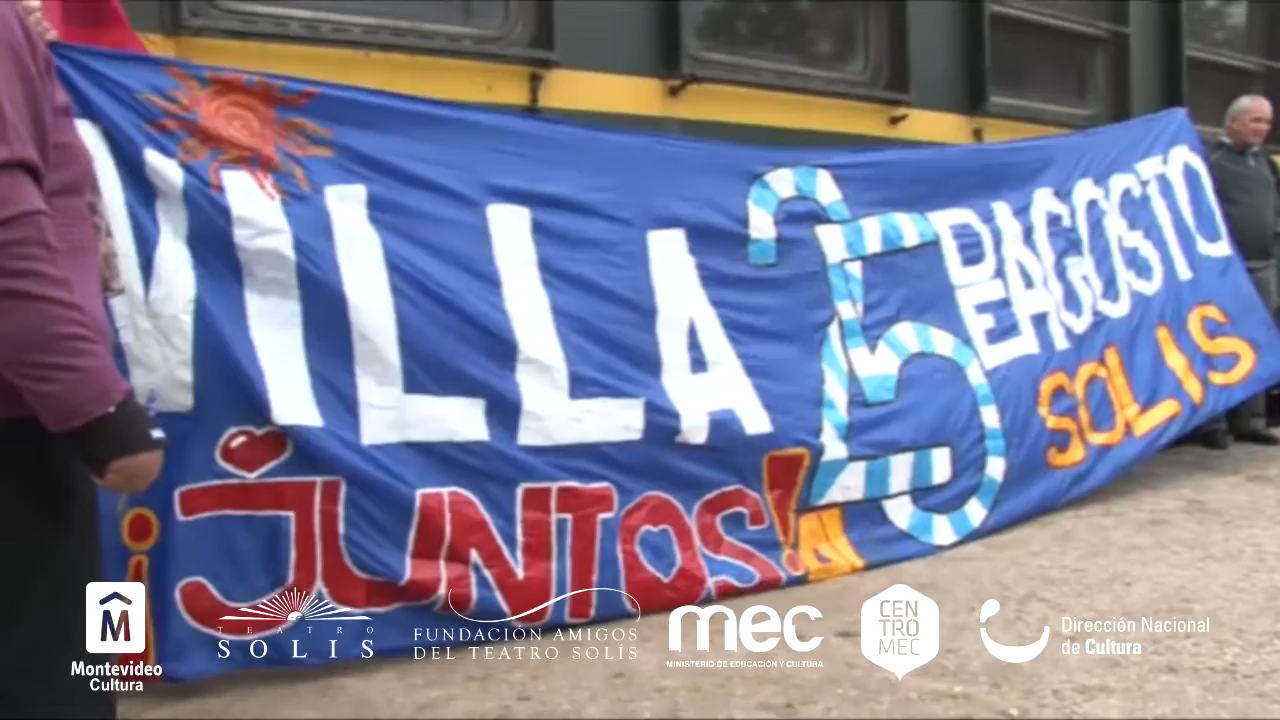 VILLA 25 DE AGOSTO
SOLIS
¡JUNTOS!
M
Montevideo
Cultura
TEATRO
SOLIS
FUNDACIÓN AMIGOS
DEL TEATRO SOLÍS
mec
MINISTERIO DE EDUCACIÓN Y CULTURA
CEN
TRO
MEC
Dirección Nacional
de Cultura